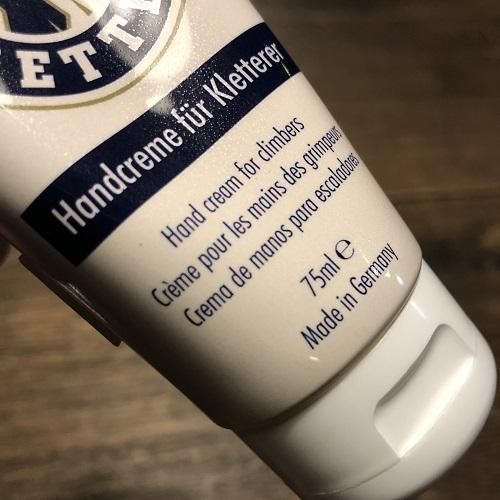 Handcreme für Kletterer
Hand cream for climbers
Crème pour les mains des grimpeurs
Crema de manos para escaladores
75ml ℮
Made in Germany